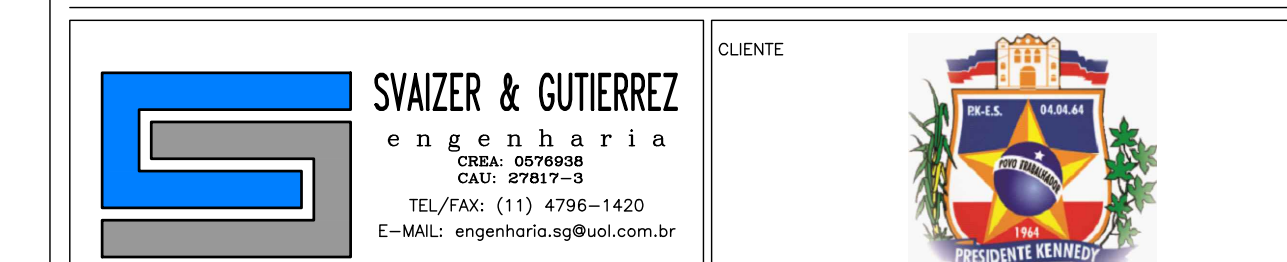 SVAIZER & GUTIERREZ
engenharia
CREA: 0576938
CAU: 27817-3
TEL/FAX: (11) 4796-1420
E-MAIL: engenharia.sg@uol.com.br
CLIENTE
P.K-E.S. 04.04.64
POVO TRABALHADOR
1964
PRESIDENTE KENNEDY